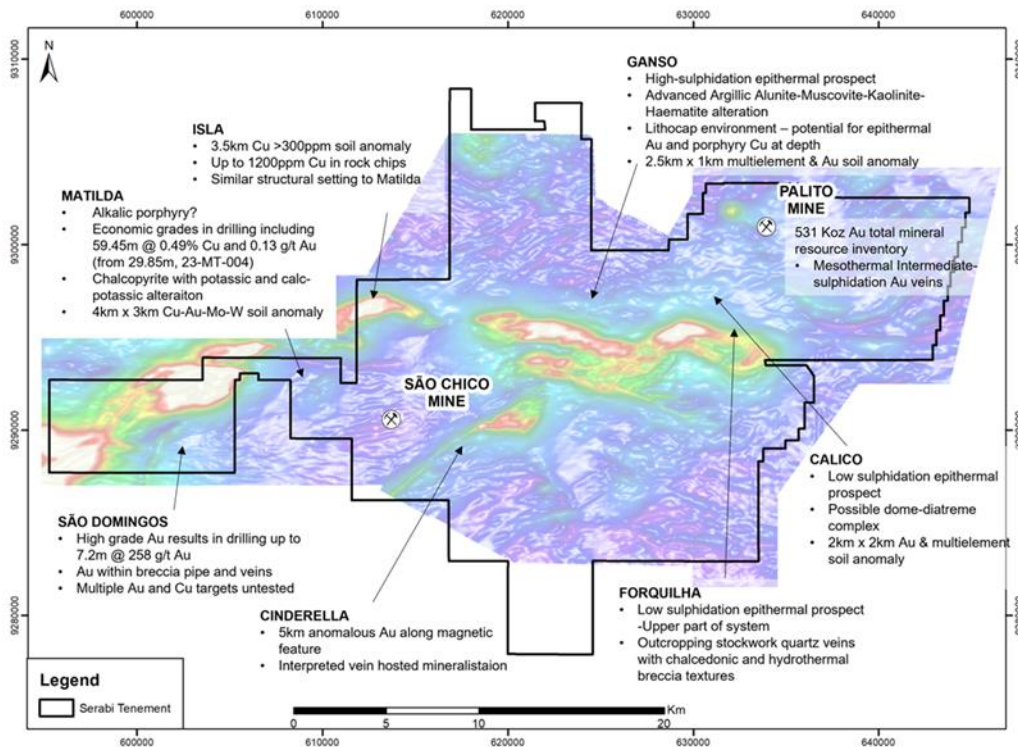 600000 610000 620000 630000 640000
9310000
9310000
N
GANSO
• High-sulphidation epithermal prospect
• Advanced Argillic Alunite-Muscovite-Kaolinite-
Haematite alteration
• Lithocap environment – potential for epithermal
Au and porphyry Cu at depth
• 2.5km x 1km multielement & Au soil anomaly
ISLA
• 3.5km Cu >300ppm soil anomaly
• Up to 1200ppm Cu in rock chips
• Similar structural setting to Matilda
MATILDA
• Alkalic porphyry?
• Economic grades in drilling including
59.45m @ 0.49% Cu and 0.13 g/t Au
(from 29.85m, 23-MT-004)
• Chalcopyrite with potassic and calc-
potassic alteraiton
• 4km x 3km Cu-Au-Mo-W soil anomaly
PALITO
MINE
531 Koz Au total mineral
resource inventory
• Mesothermal Intermediate-
sulphidation Au veins
9300000
9300000
SÃO CHICO
MINE
9290000
CALICO
• Low sulphidation epithermal
prospect
• Possible dome-diatreme
complex
• 2km x 2km Au & multielement
soil anomaly
SÃO DOMINGOS
• High grade Au results in drilling up to
7.2m @ 258 g/t Au
• Au within breccia pipe and veins
• Multiple Au and Cu targets untested
CINDERELLA
• 5km anomalous Au along magnetic
feature
• Interpreted vein hosted mineralistaion
FORQUILHA
• Low sulphidation epithermal prospect
-Upper part of system
• Outcropping stockwork quartz veins
with chalcedonic and hydrothermal
breccia textures
9280000
9280000
Legend
Serabi Tenement
Km
0 5 10 20
600000 610000 620000 630000 640000